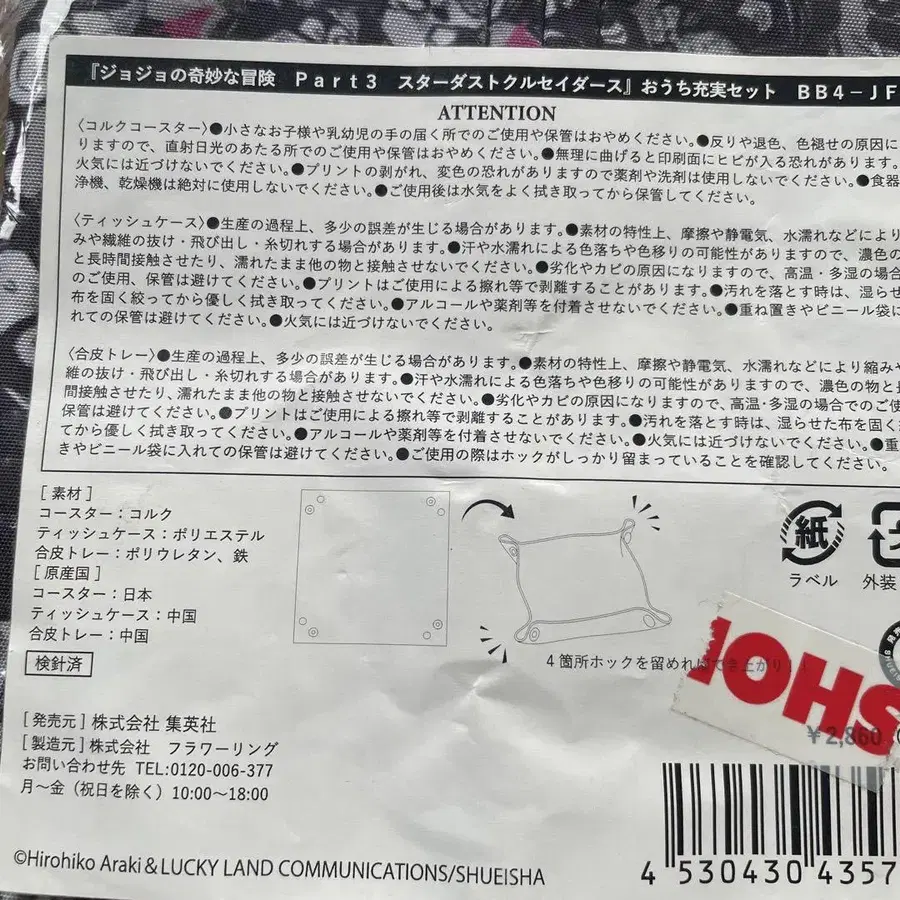 『ジョジョの奇妙な冒険 Part3 スターダストクルセイダース』おうち充実セット BB4-JF
ATTENTION
〈コルクコースター〉●小さなお子様や乳幼児の手の届く所でのご使用や保管はおやめください。●反りや退色、色褪せの原因に
りますので、直射日光のあたる所でのご使用や保管はおやめください。●無理に曲げると印刷面にヒビが入る恐れがあります。
火気には近づけないでください。●プリントの剥がれ、変色の恐れがありますので薬剤や洗剤は使用しないでください。●食器
浄機、乾燥機は絶対に使用しないでください。●ご使用後は水気をよく拭き取ってから保管してください。
〈ティッシュケース〉●生産の過程上、多少の誤差が生じる場合があります。●素材の特性上、摩擦や静電気、水濡れなどにより
みや繊維の抜け・飛び出し・糸切れする場合があります。●汗や水濡れによる色落ちや色移りの可能性がありますので、濃色の
と長時間接触させたり、濡れたまま他の物と接触させないでください。●劣化やカビの原因になりますので、高温・多湿の場合
のご使用、保管は避けてください。●プリントはご使用による擦れ等で剥離することがあります。●汚れを落とす時は、湿らせ
布を固く絞ってから優しく拭き取ってください。●アルコールや薬剤等を付着させないでください。●重ね置きやビニール袋に
れての保管は避けてください。●火気には近づけないでください。
〈合皮トレー〉●生産の過程上、多少の誤差が生じる場合があります。●素材の特性上、摩擦や静電気、水濡れなどにより縮み
維の抜け・飛び出し・糸切れする場合があります。●汗や水濡れによる色落ちや色移りの可能性がありますので、濃色の物と長
間接触させたり、濡れたまま他の物と接触させないでください。●劣化やカビの原因になりますので、高温・多湿の場合でのご使
保管は避けてください。●プリントはご使用による擦れ等で剥離することがあります。●汚れを落とす時は、湿らせた布を固く
てから優しく拭き取ってください。●アルコールや薬剤等を付着させないでください。●火気には近づけないでください。●重
きやビニール袋に入れての保管は避けてください。●ご使用の際はホックがしっかり留まっていることを確認してください。
[素材]
コースター：コルク
ティッシュケース：ポリエステル
合皮トレー：ポリウレタン、鉄
[原産国]
コースター：日本
ティッシュケース：中国
合皮トレー：中国
検針済
紙
ラベル
外装
4箇所ホックを留めればでき上がり！
SHOP
¥2,860
[発売元]株式会社 集英社
[製造元]株式会社 フラワーリング
お問い合わせ先 TEL:0120-006-377
月～金（祝日を除く）10:00～18:00
©Hirohiko Araki & LUCKY LAND COMMUNICATIONS/SHUEISHA
4 530430 4357